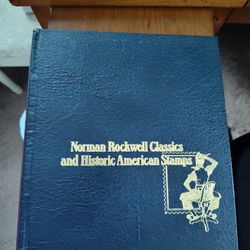 Norman Rockwell Classics
and Historic American Stamps